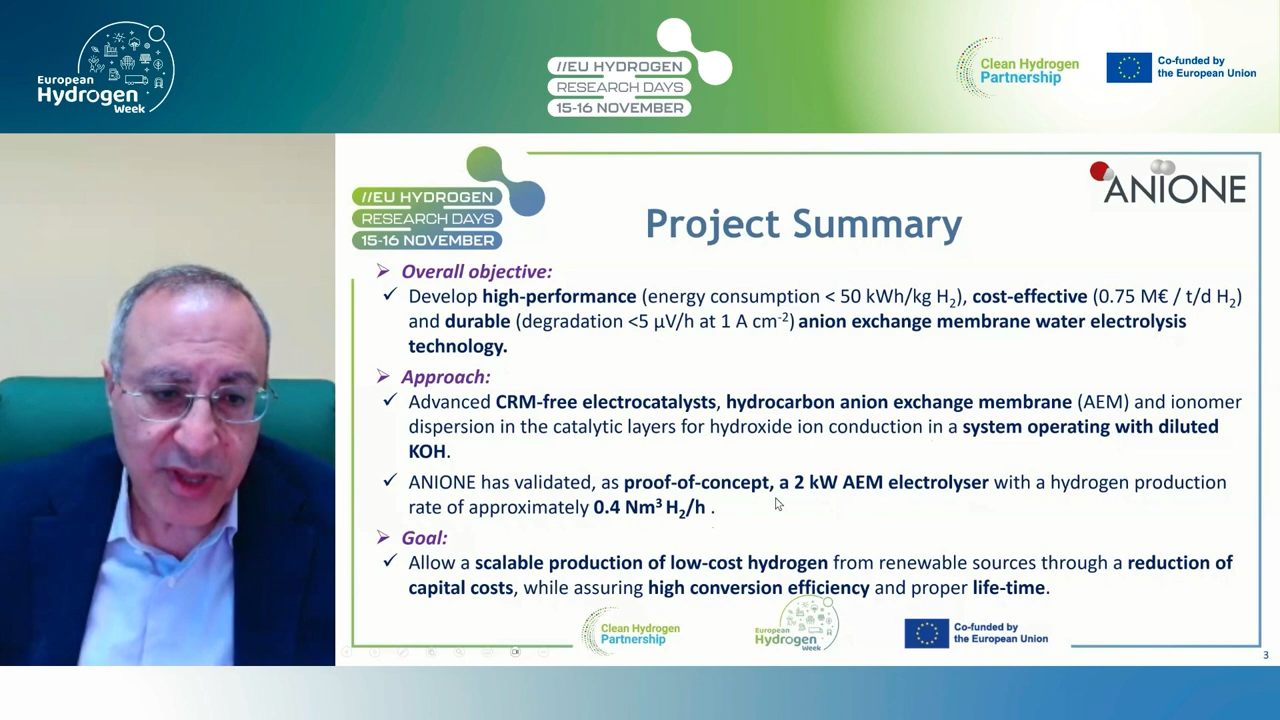 European
Hydrogen
Week
//EU HYDROGEN
RESEARCH DAYS
15-16 NOVEMBER
Clean Hydrogen
Partnership
Co-funded by
the European Union
//EU HYDROGEN
RESEARCH DAYS
15-16 NOVEMBER
ANIONE
Project Summary
➢ Overall objective:
✓ Develop high-performance (energy consumption < 50 kWh/kg H₂), cost-effective (0.75 M€ / t/d H₂)
and durable (degradation <5 µV/h at 1 A cm⁻²) anion exchange membrane water electrolysis
technology.
➢ Approach:
✓ Advanced CRM-free electrocatalysts, hydrocarbon anion exchange membrane (AEM) and ionomer
dispersion in the catalytic layers for hydroxide ion conduction in a system operating with diluted
KOH.
✓ ANIONE has validated, as proof-of-concept, a 2 kW AEM electrolyser with a hydrogen production
rate of approximately 0.4 Nm³ H₂/h .
➢ Goal:
✓ Allow a scalable production of low-cost hydrogen from renewable sources through a reduction of
capital costs, while assuring high conversion efficiency and proper life-time.
Clean Hydrogen
Partnership
European
Hydrogen
Week
Co-funded by
the European Union
3